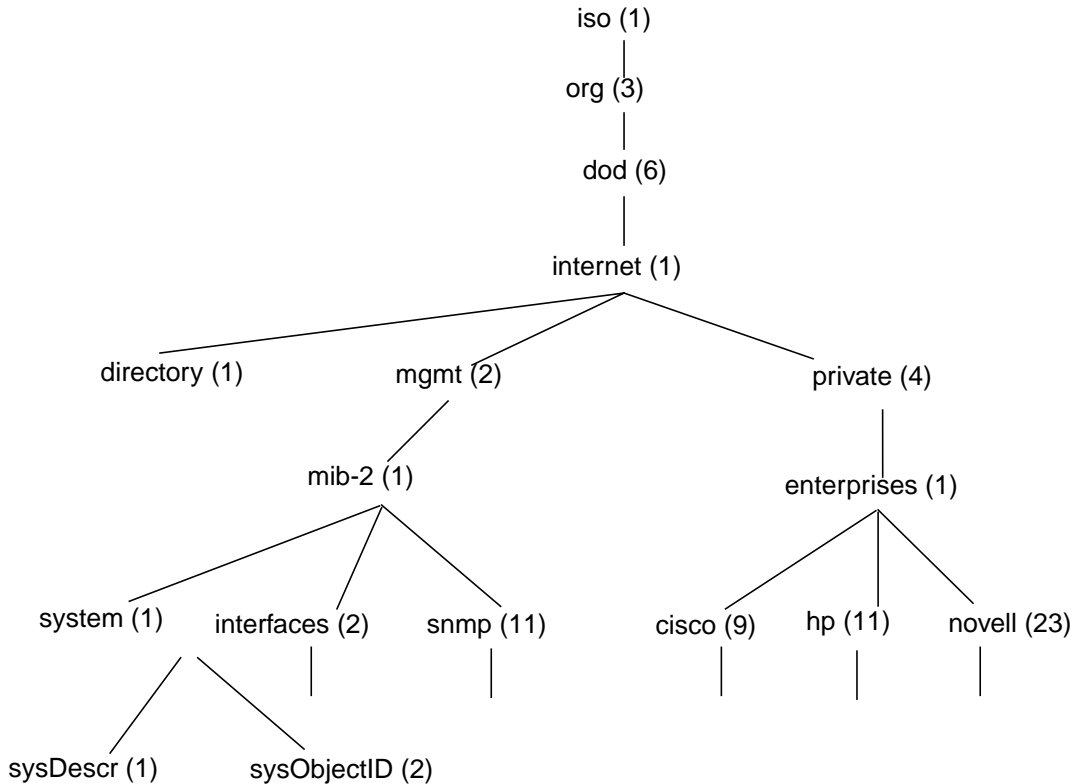 iso (1)
org (3)
dod (6)
internet (1)
directory (1)
mgmt (2)
private (4)
mib-2 (1)
enterprises (1)
system (1)
interfaces (2)
snmp (11)
cisco (9)
hp (11)
novell (23)
sysDescr (1)
sysObjectID (2)